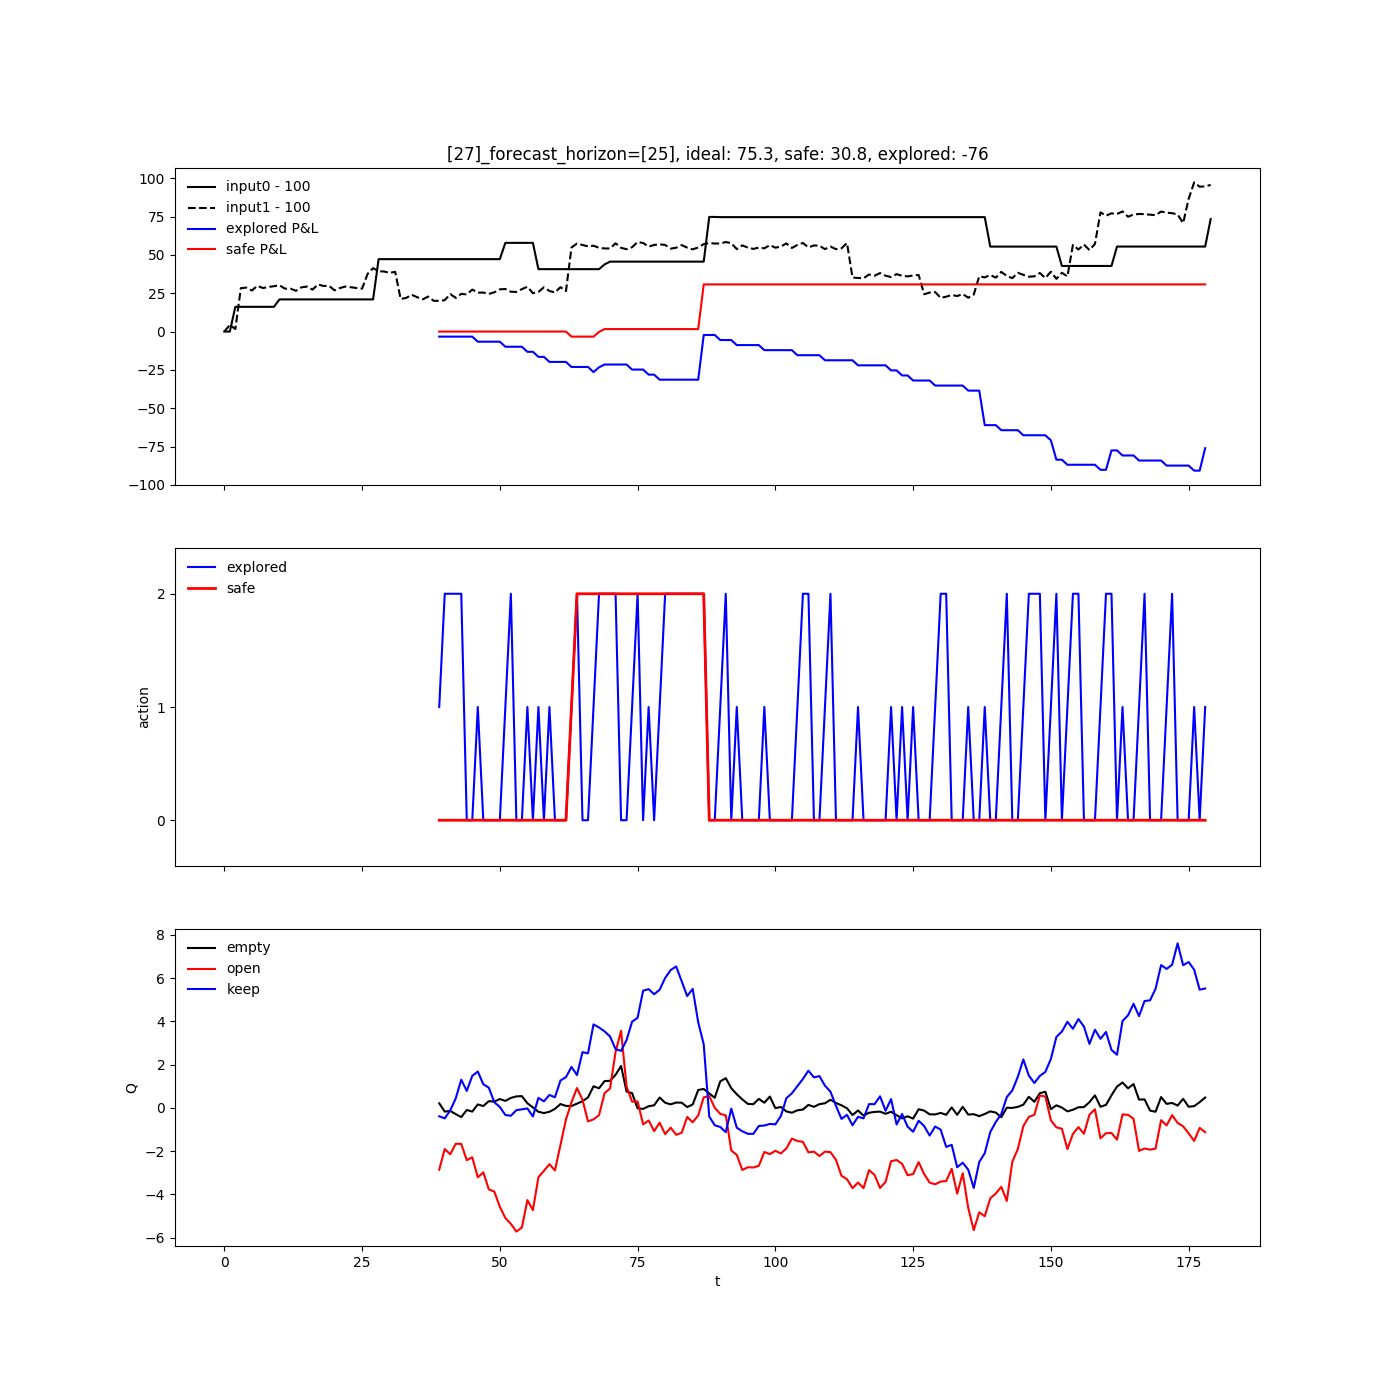 [27]_forecast_horizon=[25], ideal: 75.3, safe: 30.8, explored: -76
100
75
50
25
0
−25
−50
−75
−100
input0 - 100
input1 - 100
explored P&L
safe P&L
action
2
1
0
explored
safe
Q
8
6
4
2
0
−2
−4
−6
empty
open
keep
0 25 50 75 100 125 150 175
t